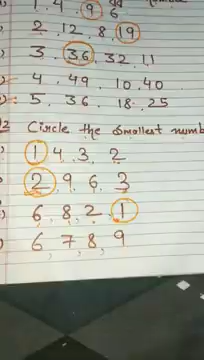 1 . 4 . 9 6
2 . 12 . 8 . 19
3 . 36 . 32 . 11
4 . 49 . 10 . 40
5 . 36 . 18 . 25
2 Circle the smallest numb
1 4 , 3 , 2
2 , 9 , 6 , 3
6 , 8 , 2 , 1
6 , 7 , 8 , 9